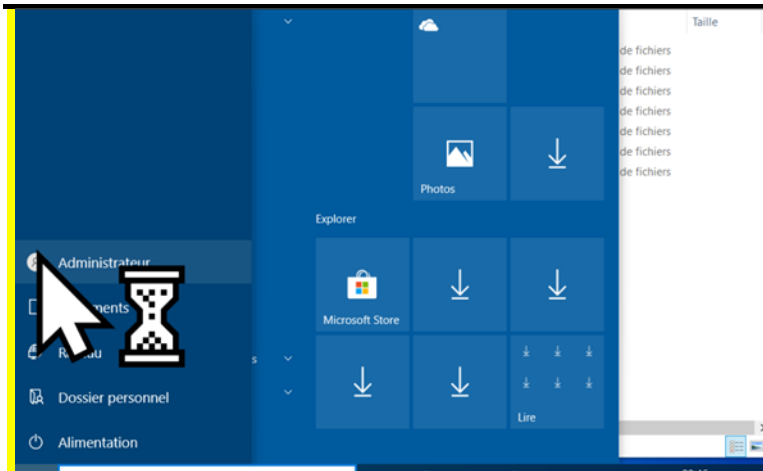 Taille
de fichiers
de fichiers
de fichiers
de fichiers
de fichiers
de fichiers
de fichiers
Photos
Explorer
Administrateur
Microsoft Store
s
Dossier personnel
Lire
Alimentation